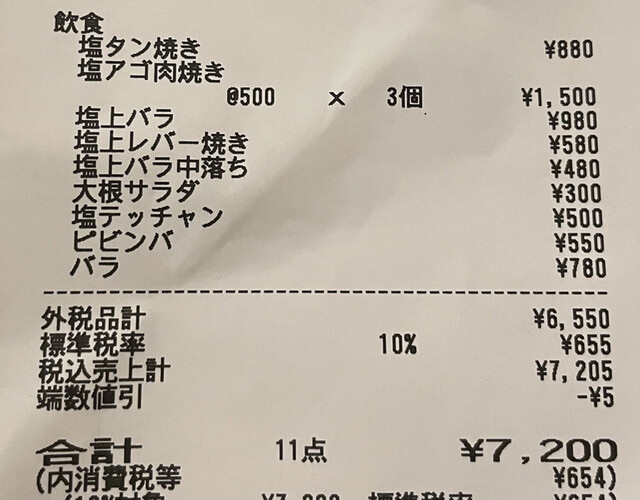 飲食
塩タン焼き ¥880
塩アゴ肉焼き
@500 × 3個 ¥1,500
塩上バラ ¥980
塩上レバー焼き ¥580
塩上バラ中落ち ¥480
大根サラダ ¥300
塩テッチャン ¥500
ピビンバ ¥550
バラ ¥780
外税品計 ¥6,550
標準税率 10% ¥655
税込売上計 ¥7,205
端数値引 -¥5
合計 11点 ¥7,200
(内消費税等 ¥654)